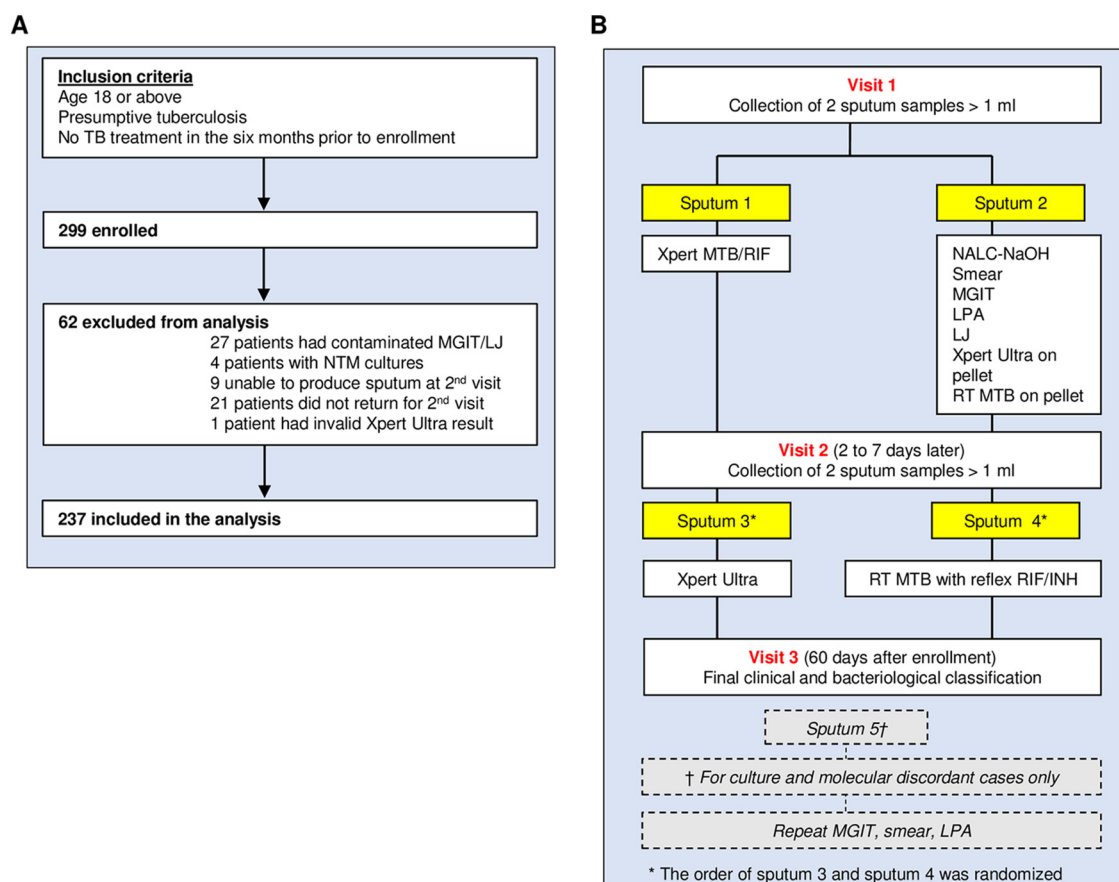 A
Inclusion criteria
Age 18 or above
Presumptive tuberculosis
No TB treatment in the six months prior to enrollment
299 enrolled
62 excluded from analysis
27 patients had contaminated MGIT/LJ
4 patients with NTM cultures
9 unable to produce sputum at 2nd visit
21 patients did not return for 2nd visit
1 patient had invalid Xpert Ultra result
237 included in the analysis
B
Visit 1
Collection of 2 sputum samples > 1 ml
Sputum 1
Xpert MTB/RIF
Sputum 2
NALC-NaOH
Smear
MGIT
LPA
LJ
Xpert Ultra on
pellet
RT MTB on pellet
Visit 2 (2 to 7 days later)
Collection of 2 sputum samples > 1 ml
Sputum 3*
Xpert Ultra
Sputum 4*
RT MTB with reflex RIF/INH
Visit 3 (60 days after enrollment)
Final clinical and bacteriological classification
Sputum 5†
† For culture and molecular discordant cases only
Repeat MGIT, smear, LPA
* The order of sputum 3 and sputum 4 was randomized